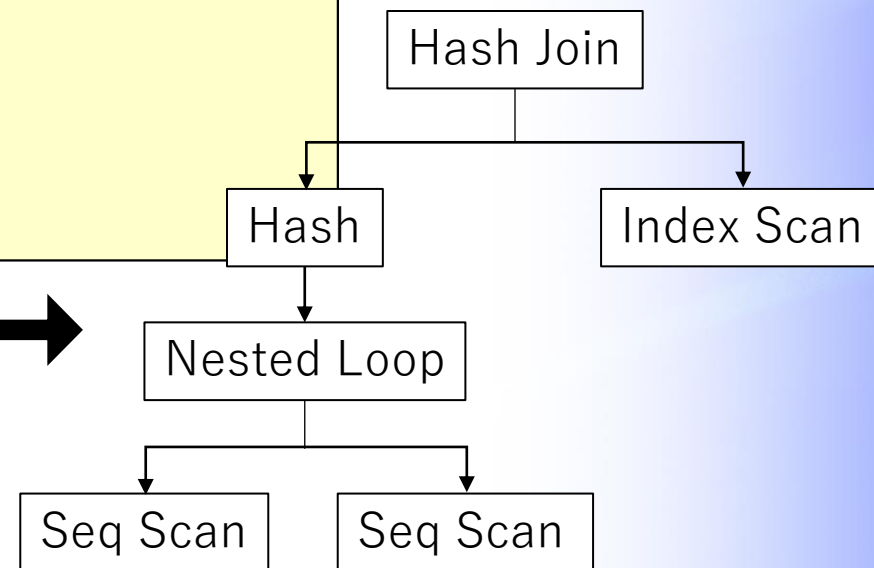 Hash Join
Hash
Index Scan
Nested Loop
Seq Scan
Seq Scan